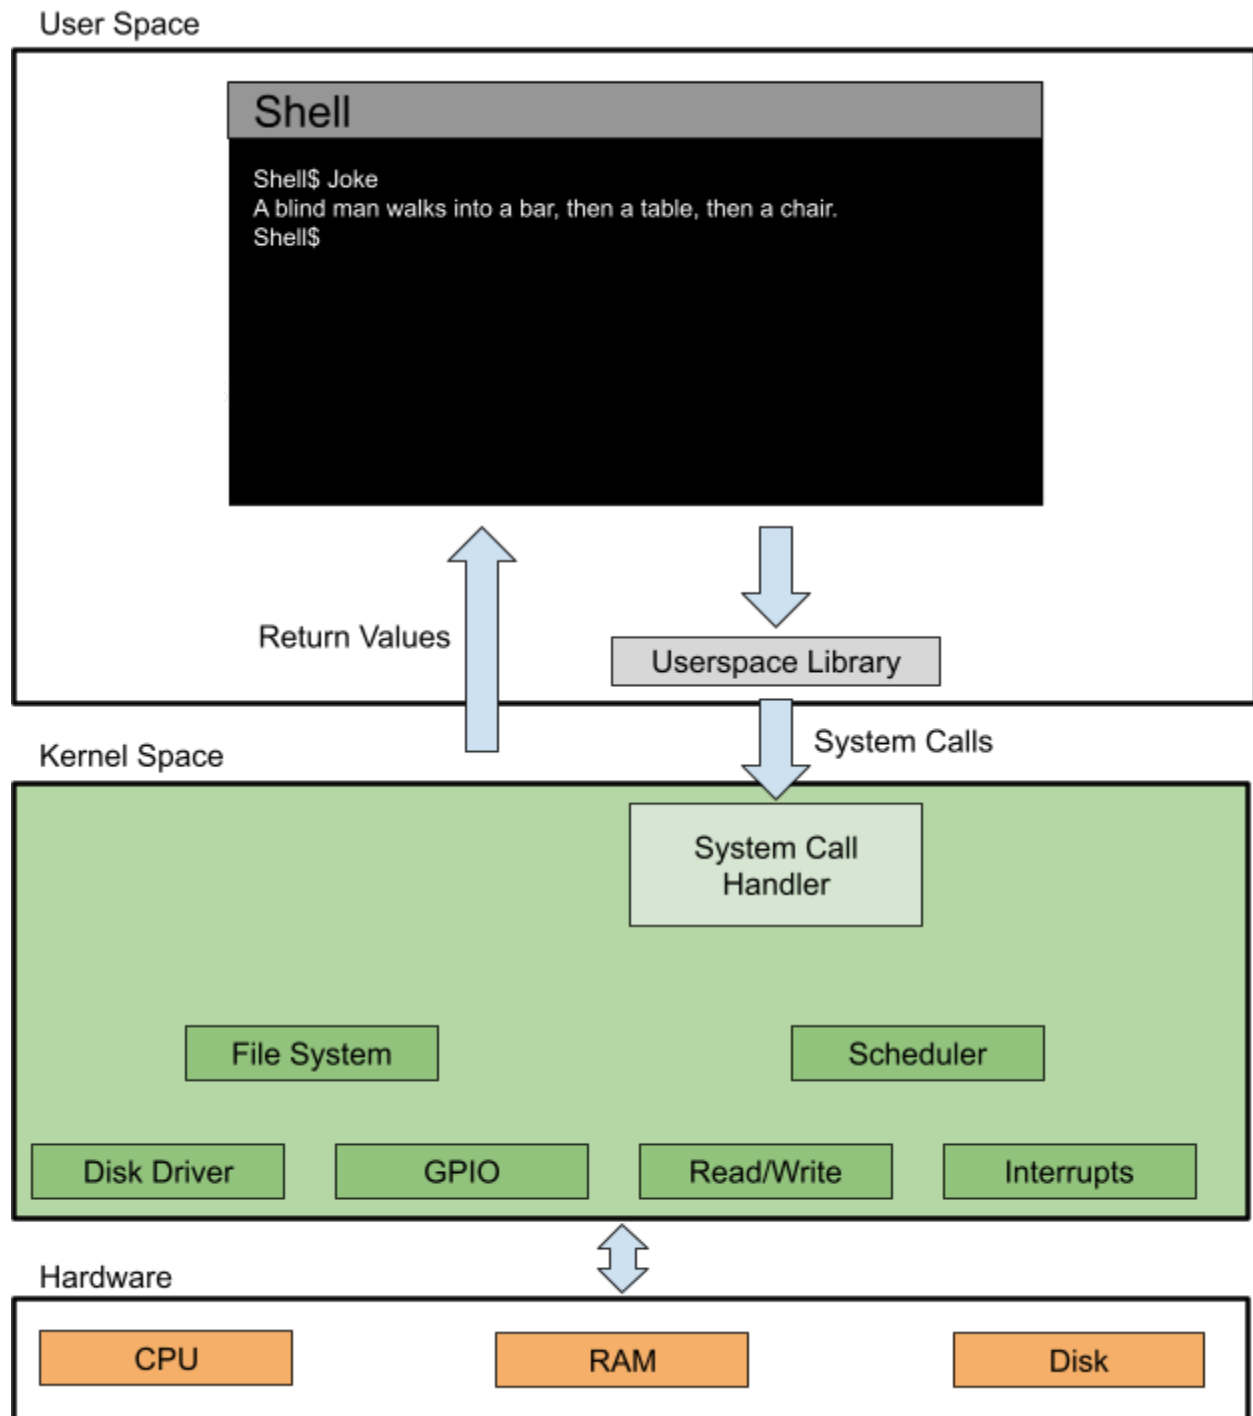 User Space
Shell
Shell$ Joke
A blind man walks into a bar, then a table, then a chair.
Shell$
Return Values
Userspace Library
System Calls
Kernel Space
System Call
Handler
File System
Scheduler
Disk Driver
GPIO
Read/Write
Interrupts
Hardware
CPU
RAM
Disk